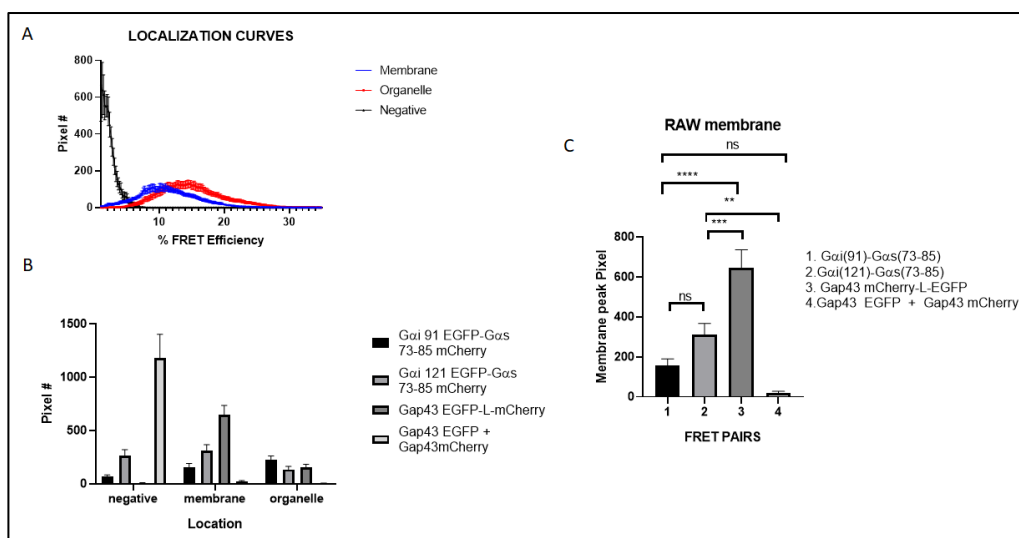 A
LOCALIZATION CURVES
800
600
400
200
0
Pixel #
10
20
30
% FRET Efficiency
Membrane
Organelle
Negative
B
1500
1000
500
0
Pixel #
negative
membrane
organelle
Location
Gαi 91 EGFP-Gαs
73-85 mCherry
Gαi 121 EGFP-Gαs
73-85 mCherry
Gap43 EGFP-L-mCherry
Gap43 EGFP +
Gap43mCherry
C
RAW membrane
ns
****
**
***
ns
800
600
400
200
0
Membrane peak Pixel
1
2
3
4
FRET PAIRS
1. Gαi(91)-Gαs(73-85)
2.Gαi(121)-Gαs(73-85)
3. Gap43 mCherry-L-EGFP
4.Gap43 EGFP + Gap43 mCherry